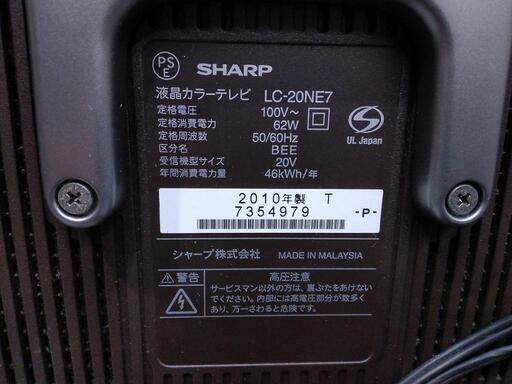 PS
E
SHARP
液晶カラーテレビ LC-20NE7
定格電圧 100V～
定格消費電力 62W
定格周波数 50/60Hz
区分名 BEE
受信機型サイズ 20V
年間消費電力量 46kWh/年
S
UL Japan
2010年製 T
7354979
-P-
シャープ株式会社 MADE IN MALAYSIA
警告
高圧注意
サービスマン以外の方は、裏ぶたをあけない
でください。内部には高電圧部分が数多く
あり、万一さわると危険です。